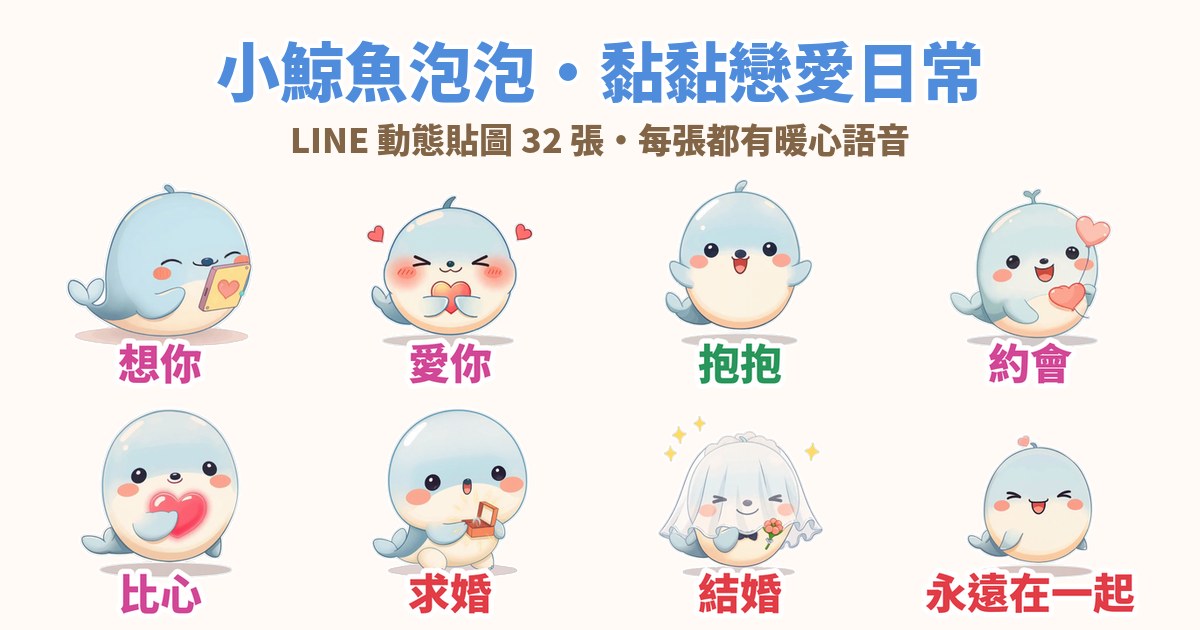 小鯨魚泡泡・黏黏戀愛日常
LINE 動態貼圖 32 張・每張都有暖心語音
想你
愛你
抱抱
約會
比心
求婚
結婚
永遠在一起